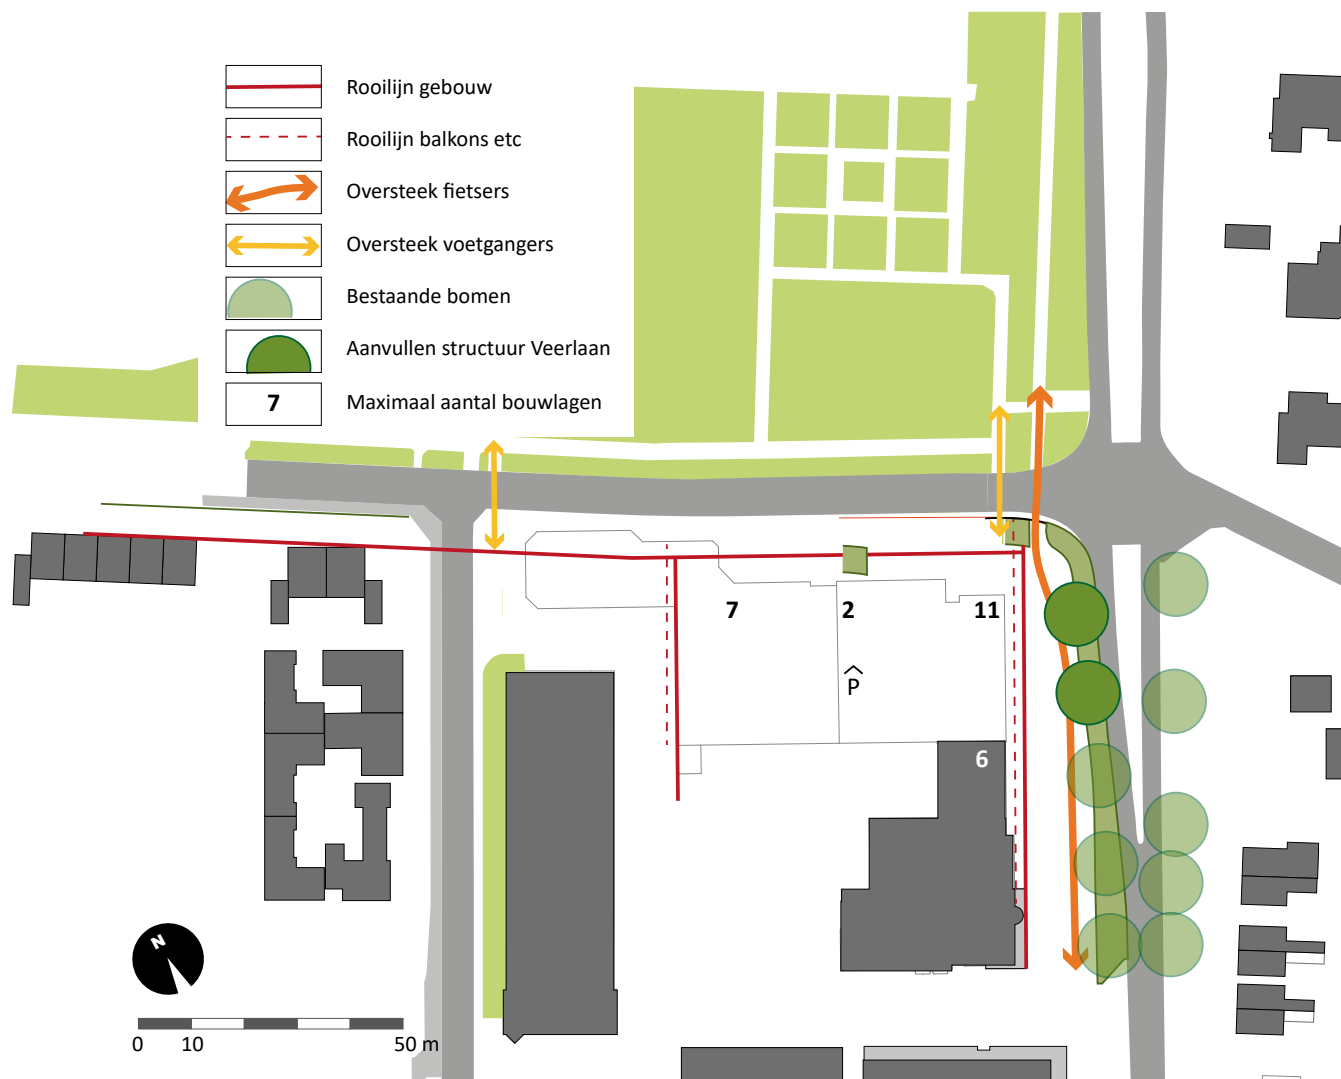 Rooilijn gebouw
Rooilijn balkons etc
Oversteek fietsers
Oversteek voetgangers
Bestaande bomen
Aanvullen structuur Veerlaan
7 Maximaal aantal bouwlagen
7 2 11
P
6
N
0 10 50 m